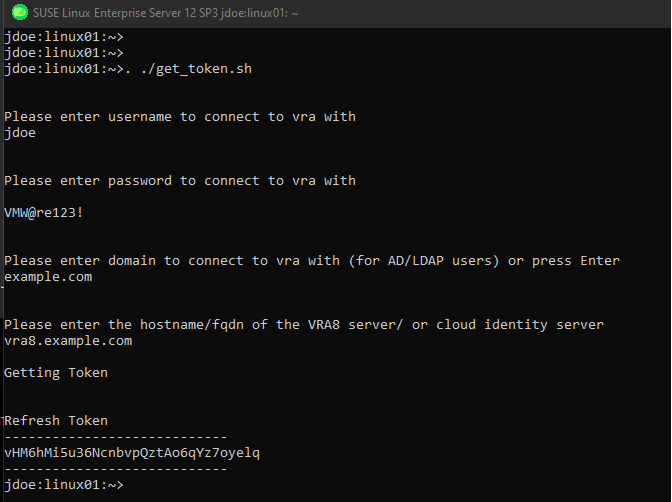 SUSE Linux Enterprise Server 12 SP3 jdoe:linux01: ~
jdoe:linux01:~>
jdoe:linux01:~>
jdoe:linux01:~>. ./get_token.sh
Please enter username to connect to vra with
jdoe
Please enter password to connect to vra with
VMW@re123!
Please enter domain to connect to vra with (for AD/LDAP users) or press Enter
example.com
Please enter the hostname/fqdn of the VRA8 server/ or cloud identity server
vra8.example.com
Getting Token
Refresh Token
----------------------------
vHM6hMi5u36NcnbvpQztAo6qYz7oyelq
----------------------------
jdoe:linux01:~>